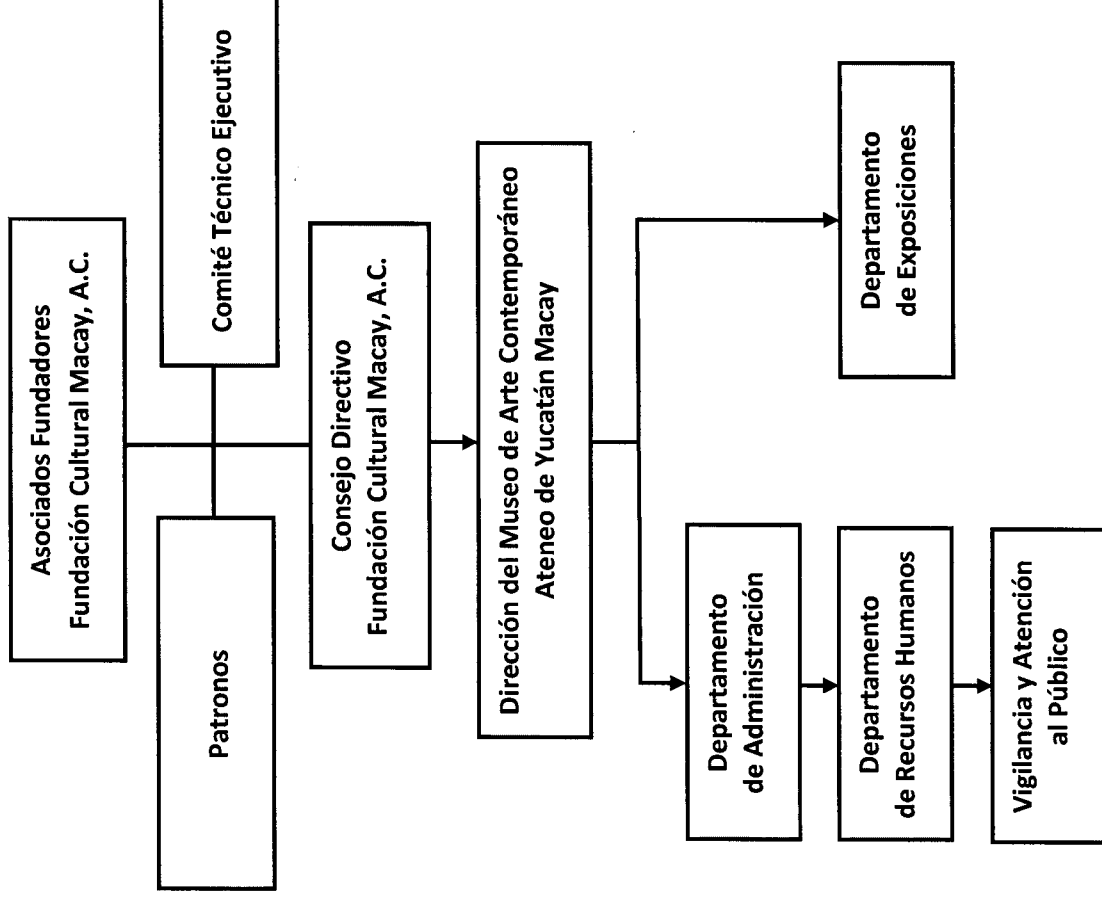 Asociados Fundadores
Fundación Cultural Macay, A.C.
Patronos
Comité Técnico Ejecutivo
Consejo Directivo
Fundación Cultural Macay, A.C.
Dirección del Museo de Arte Contemporáneo
Ateneo de Yucatán Macay
Departamento
de Administración
Departamento
de Exposiciones
Departamento
de Recursos Humanos
Vigilancia y Atención
al Público